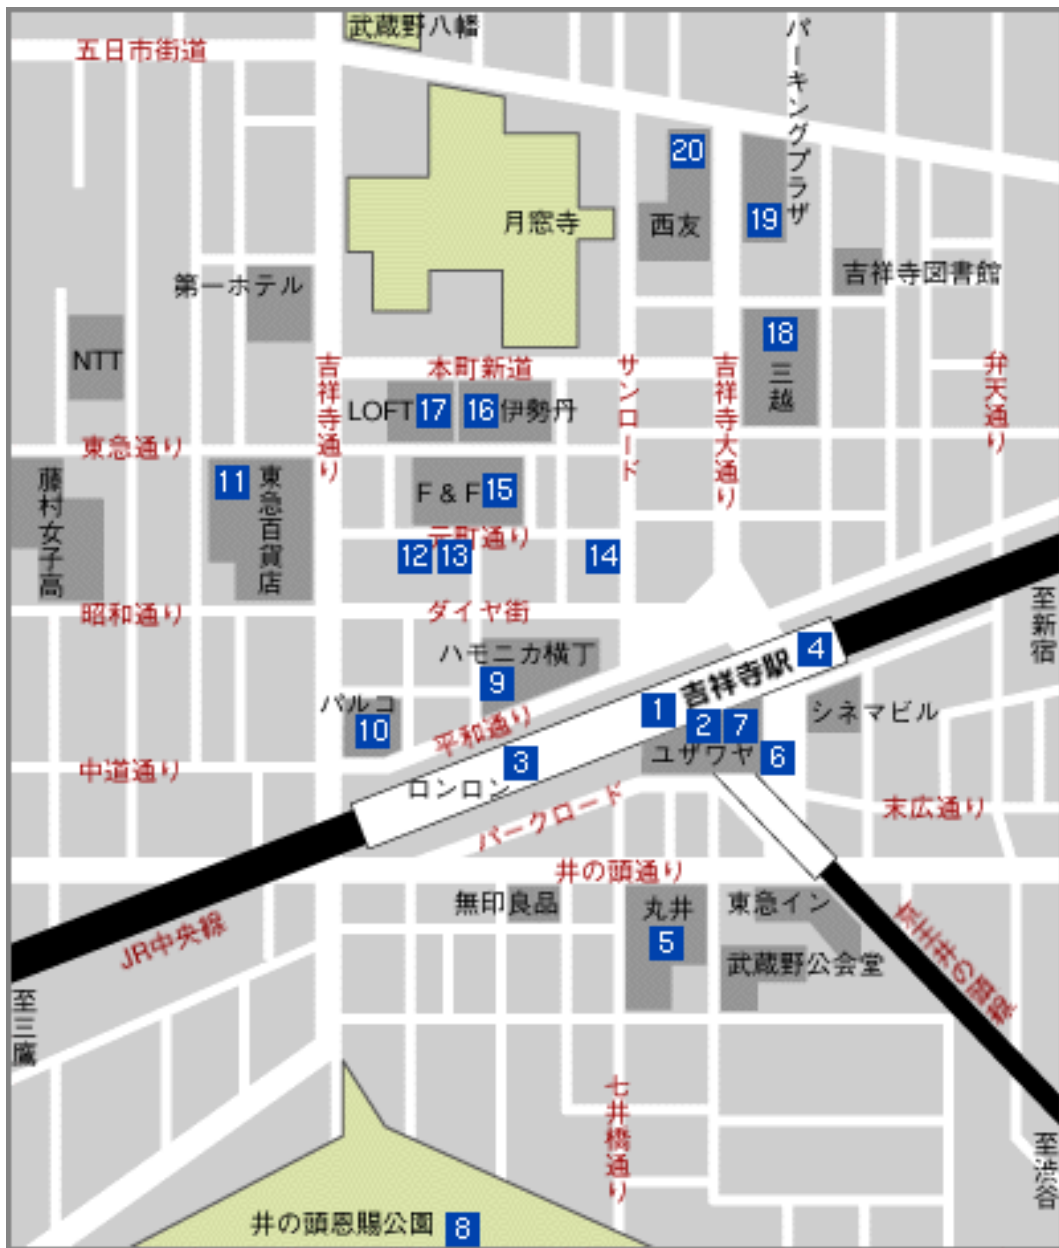 武蔵野八幡
五日市街道
パーキングプラザ
20
19
月窓寺
西友
吉祥寺図書館
第一ホテル
18
三越
NTT
吉祥寺通り
本町新道
サンロード
吉祥寺大通り
弁天通り
LOFT 17
16 伊勢丹
東急通り
藤村女子高
11
東急百貨店
F & F 15
元町通り
12
13
14
昭和通り
ダイヤ街
至新宿
ハモニカ横丁
9
吉祥寺駅
4
パルコ
10
平和通り
1
2
7
シネマビル
ユザワヤ
6
中道通り
3
ロンロン
パークロード
末広通り
井の頭通り
無印良品
丸井
5
東急イン
武蔵野公会堂
JR中央線
京王井の頭線
至三鷹
七井橋通り
至渋谷
井の頭恩賜公園 8